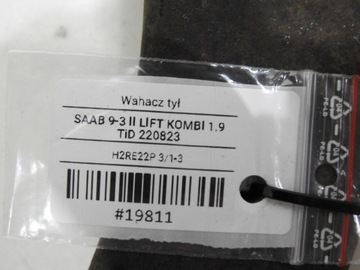 Wahacz tył
SAAB 9-3 II LIFT KOMBI 1.9
TiD 220823
H2RE22P 3/1-3
#19811